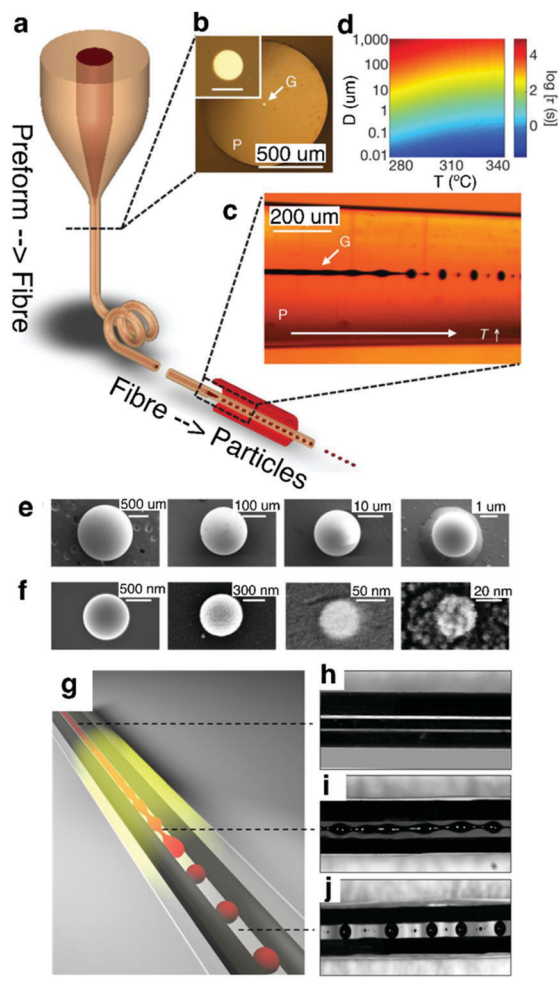 a
Preform --> Fibre
Fibre --> Particles
b
G
P
500 um
d
1,000
100
10
1
0.1
0.01
D (um)
280
310
340
T (°C)
4
2
0
log [τ (s)]
c
200 um
G
P
T ↑
e
500 um
100 um
10 um
1 um
f
500 nm
300 nm
50 nm
20 nm
g
h
i
j